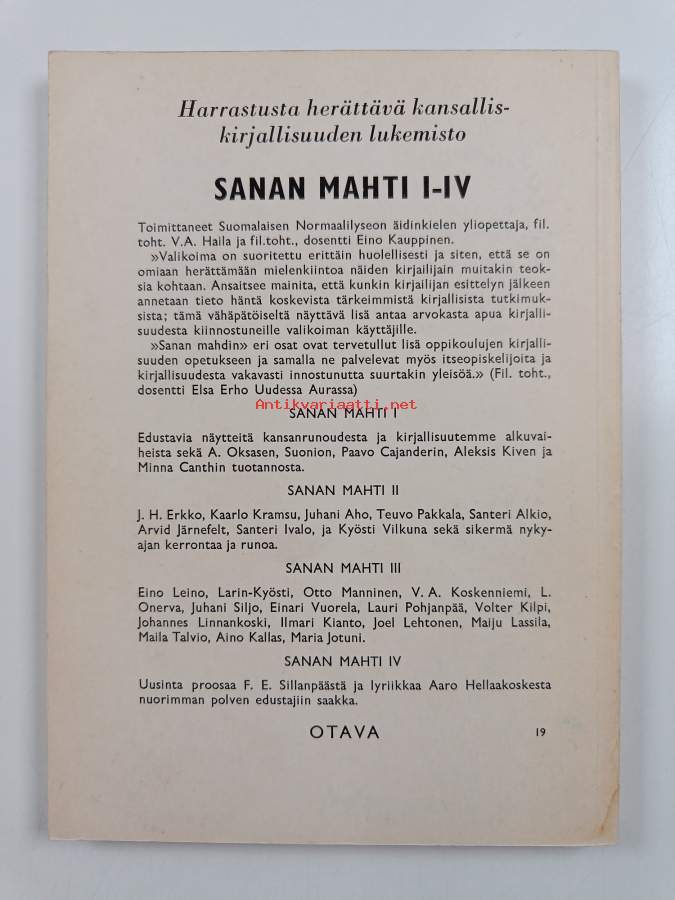 Harrastusta herättävä kansallis-
kirjallisuuden lukemisto
SANAN MAHTI I-IV
Toimittaneet Suomalaisen Normaalilyseon äidinkielen yliopettaja, fil.
toht. V.A. Haila ja fil.toht., dosentti Eino Kauppinen.
»Valikoima on suoritettu erittäin huolellisesti ja siten, että se on
omiaan herättämään mielenkiintoa näiden kirjailijain muitakin teok-
sia kohtaan. Ansaitsee mainita, että kunkin kirjailijan esittelyn jälkeen
annetaan tieto häntä koskevista tärkeimmistä kirjallisista tutkimuk-
sista; tämä vähäpätöiseltä näyttävä lisä antaa arvokasta apua kirjalli-
suudesta kiinnostuneille valikoiman käyttäjille.
»Sanan mahdin» eri osat ovat tervetullut lisä oppikoulujen kirjalli-
suuden opetukseen ja samalla ne palvelevat myös itseopiskelijoita ja
kirjallisuudesta vakavasti innostunutta suurtakin yleisöä.» (Fil. toht.,
dosentti Elsa Erho Uudessa Aurassa)
Antikvariaatti.net
SANAN MAHTI I
Edustavia näytteitä kansanrunoudesta ja kirjallisuutemme alkuvai-
heista sekä A. Oksasen, Suonion, Paavo Cajanderin, Aleksis Kiven ja
Minna Canthin tuotannosta.
SANAN MAHTI II
J. H. Erkko, Kaarlo Kramsu, Juhani Aho, Teuvo Pakkala, Santeri Alkio,
Arvid Järnefelt, Santeri Ivalo, ja Kyösti Vilkuna sekä sikermä nyky-
ajan kerrontaa ja runoa.
SANAN MAHTI III
Eino Leino, Larin-Kyösti, Otto Manninen, V. A. Koskenniemi, L.
Onerva, Juhani Siljo, Einari Vuorela, Lauri Pohjanpää, Volter Kilpi,
Johannes Linnankoski, Ilmari Kianto, Joel Lehtonen, Maiju Lassila,
Maila Talvio, Aino Kallas, Maria Jotuni.
SANAN MAHTI IV
Uusinta proosaa F. E. Sillanpäästä ja lyriikkaa Aaro Hellaakoskesta
nuorimman polven edustajiin saakka.
OTAVA
19